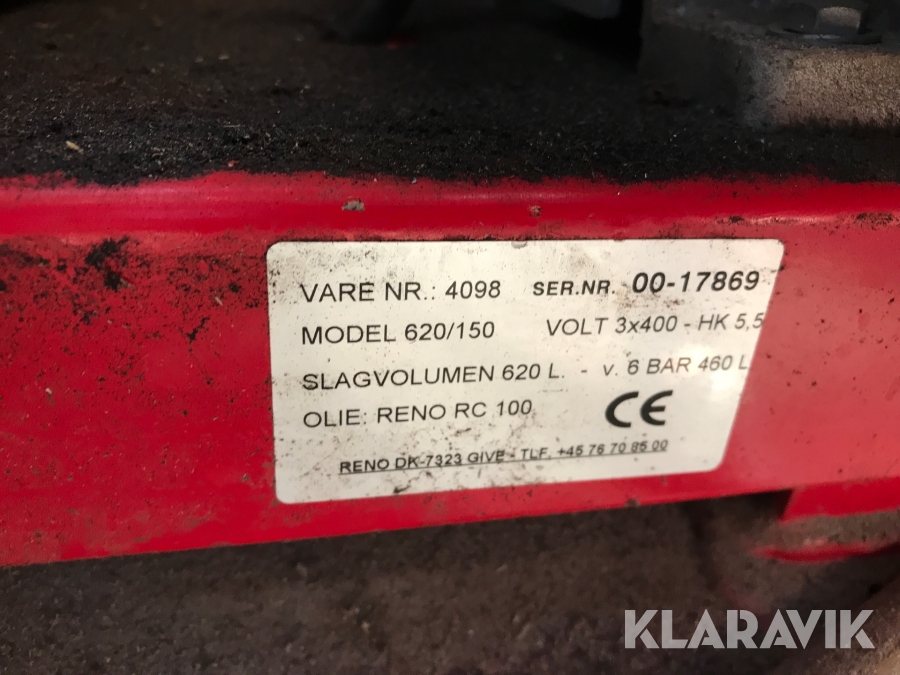 VARE NR.: 4098 SER.NR. 00-17869
MODEL 620/150 VOLT 3x400 - HK 5,5
SLAGVOLUMEN 620 L. - v. 6 BAR 460 L
OLIE: RENO RC 100 CE
RENO DK-7323 GIVE - TLF. +45 76 70 85 00
KLARAVIK